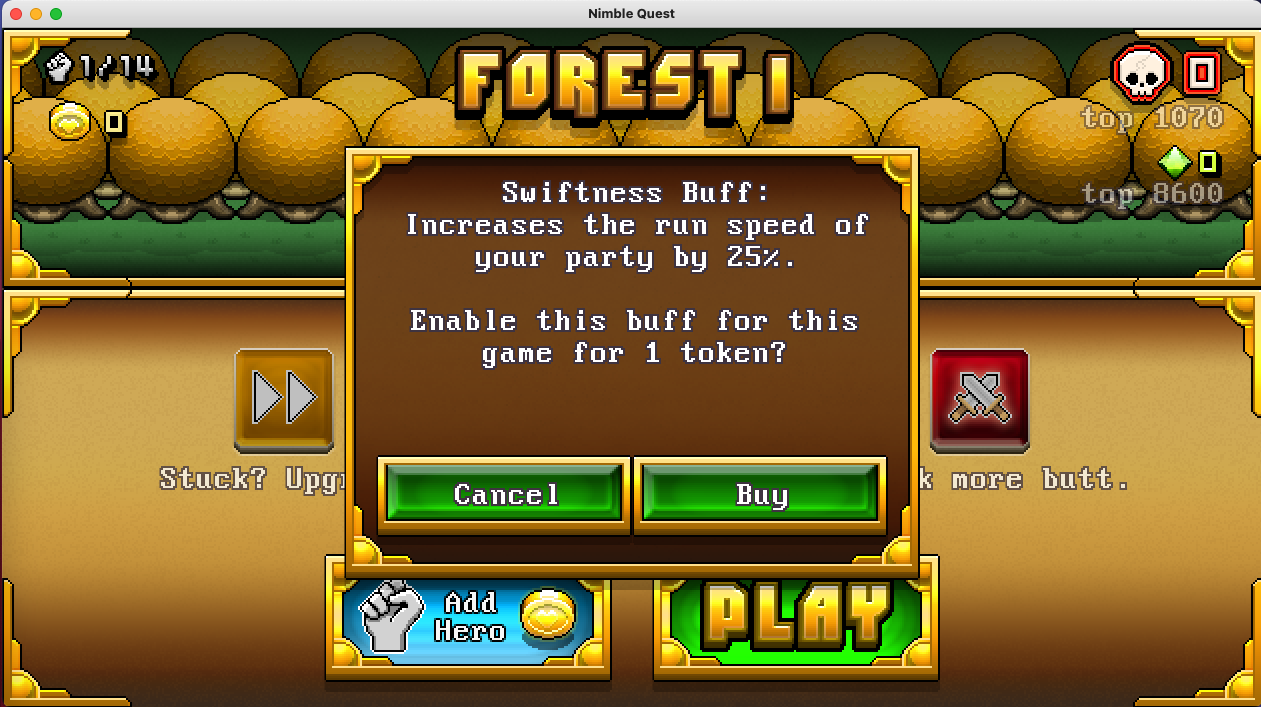 Nimble Quest
1/14
FOREST 1
0
0
top 1070
0
top 8600
Swiftness Buff:
Increases the run speed of
your party by 25%.
Enable this buff for this
game for 1 token?
Cancel
Buy
Stuck?
more butt.
Add
Hero
PLAY